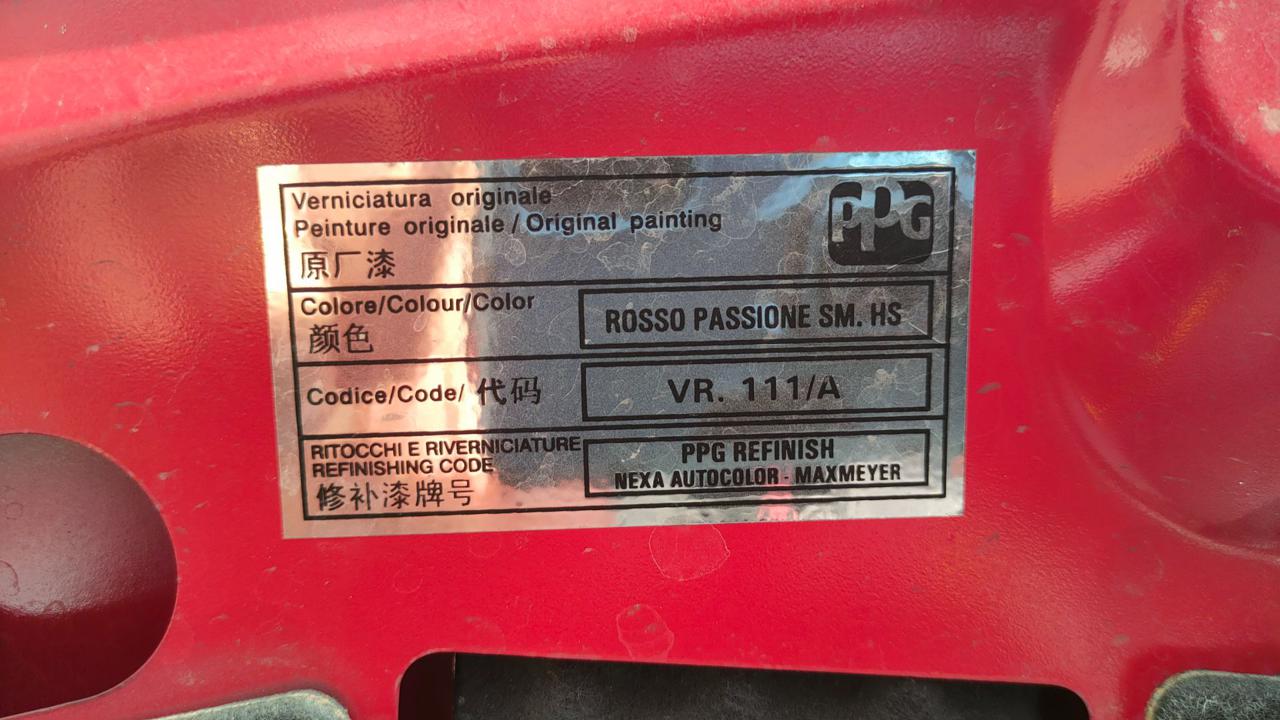 Verniciatura originale
Peinture originale / Original painting
原厂漆
PPG
Colore/Colour/Color
颜色
ROSSO PASSIONE SM. HS
Codice/Code/ 代码
VR. 111/A
RITOCCHI E RIVERNICIATURE
REFINISHING CODE
修补漆牌号
PPG REFINISH
NEXA AUTOCOLOR - MAXMEYER